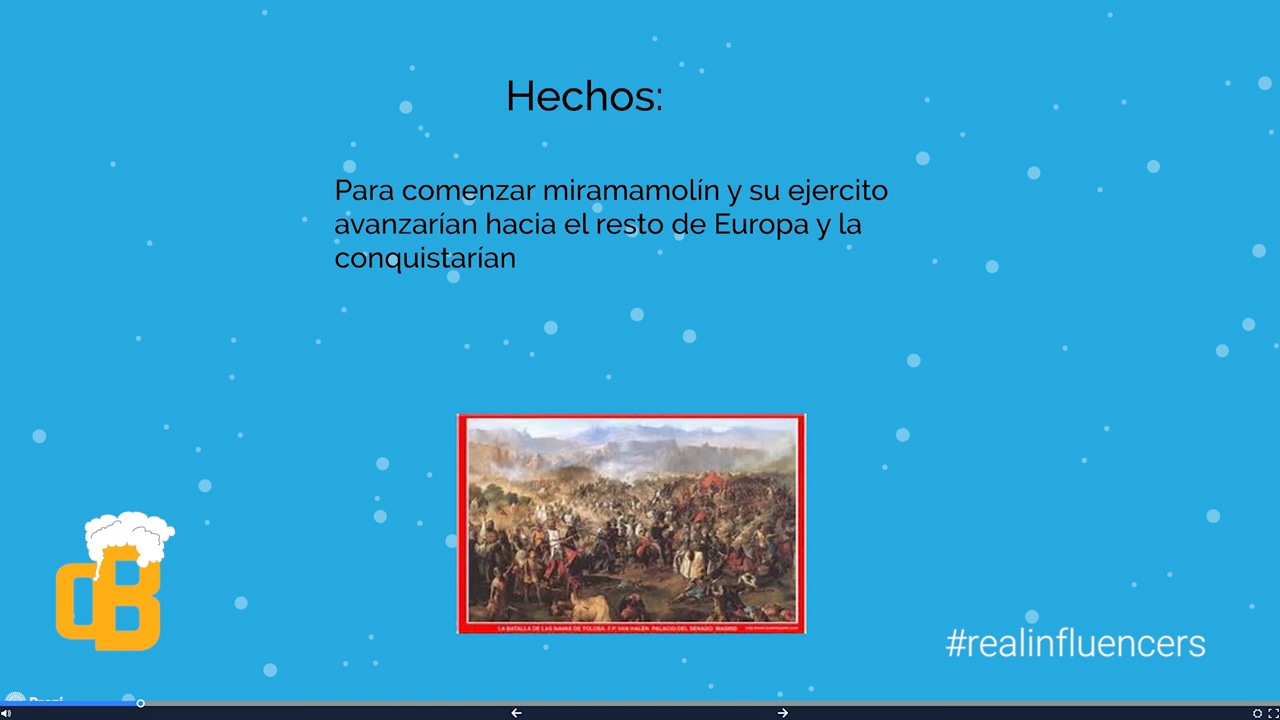 Hechos:
Para comenzar miramamolín y su ejercito
avanzarían hacia el resto de Europa y la
conquistarían
LA BATALLA DE LAS NAVAS DE TOLOSA. F.P. VAN HALEN. PALACIO DEL SENADO. MADRID
B
#realinfluencers
Prezi